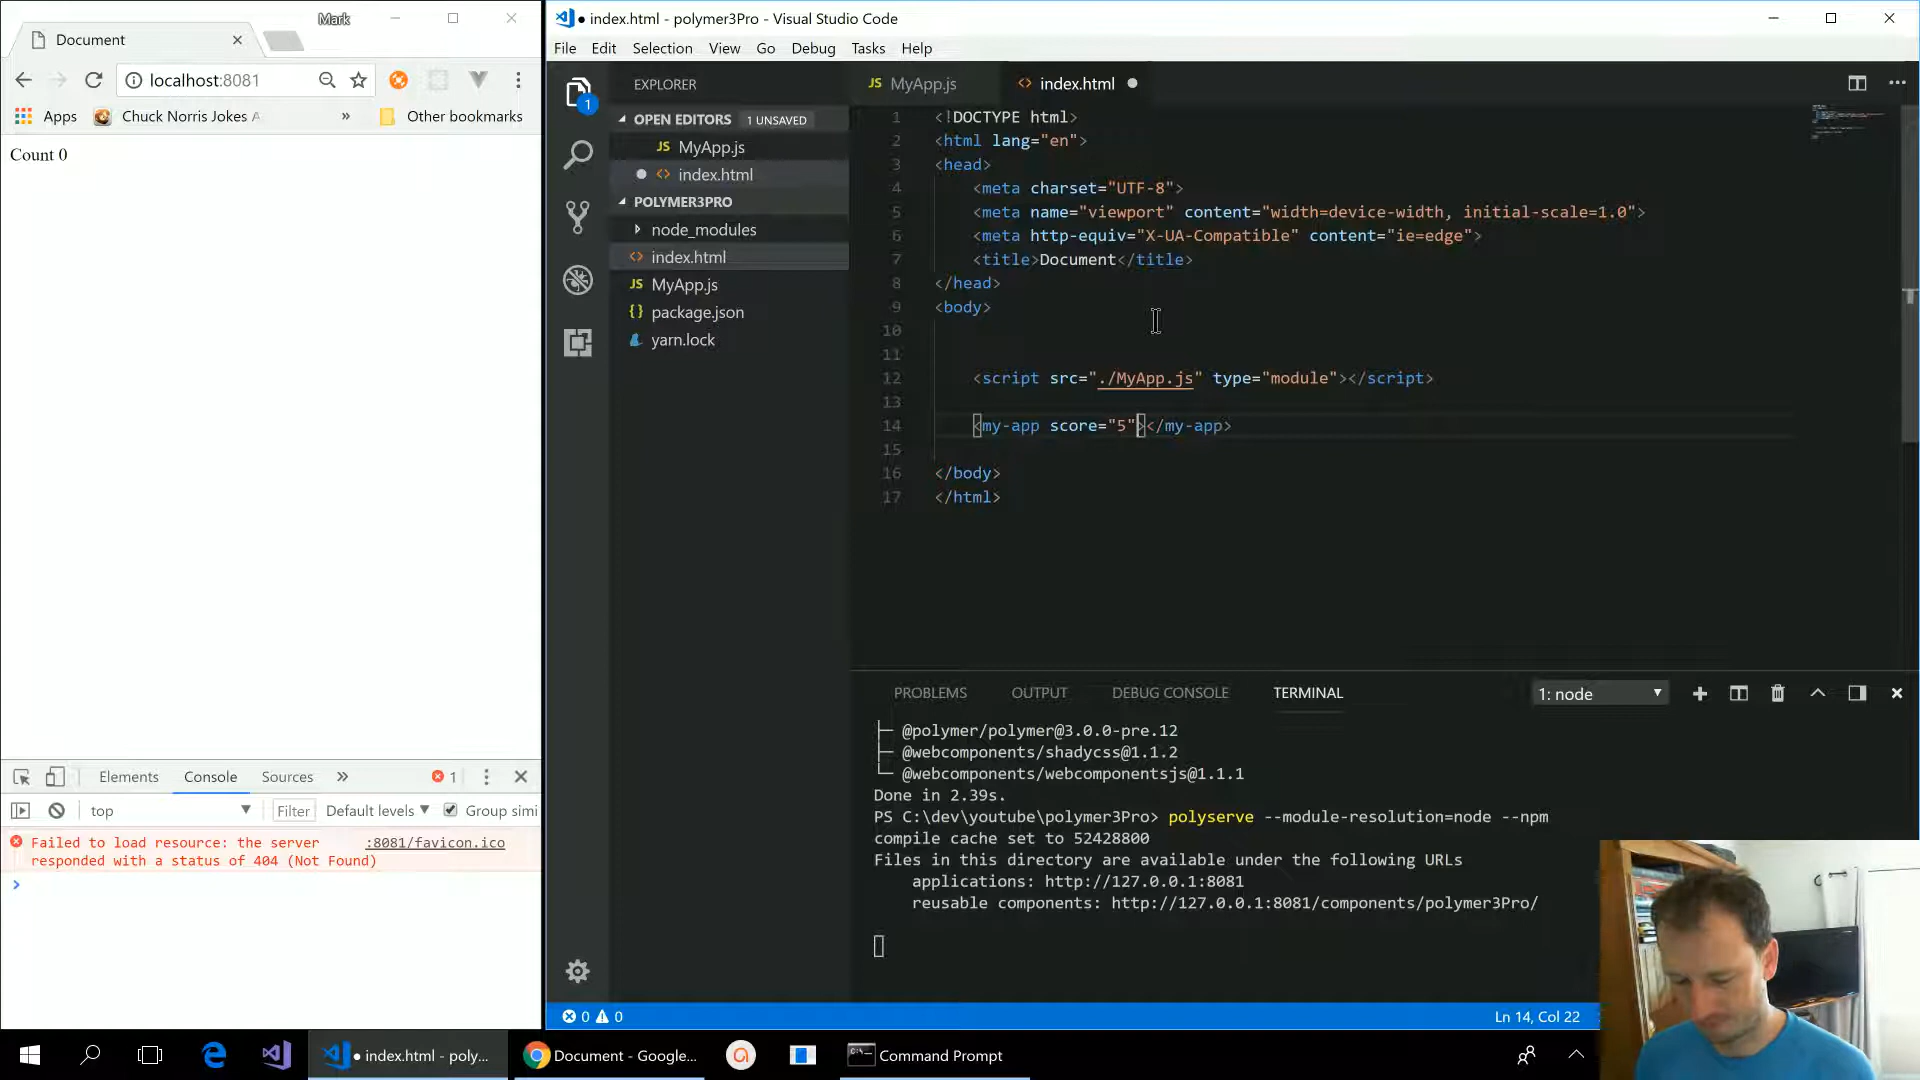 Mark
Document
localhost:8081
Apps
Chuck Norris Jokes A
»
Other bookmarks
Count 0
Elements
Console
Sources
»
1
top
Filter
Default levels
Group simi
Failed to load resource: the server
responded with a status of 404 (Not Found)
:8081/favicon.ico
>
● index.html - polymer3Pro - Visual Studio Code
File Edit Selection View Go Debug Tasks Help
1
EXPLORER
OPEN EDITORS 1 UNSAVED
JS MyApp.js
<> index.html
POLYMER3PRO
node_modules
<> index.html
JS MyApp.js
{} package.json
yarn.lock
JS MyApp.js
<> index.html
1 <!DOCTYPE html>
2 <html lang="en">
3 <head>
4 <meta charset="UTF-8">
5 <meta name="viewport" content="width=device-width, initial-scale=1.0">
6 <meta http-equiv="X-UA-Compatible" content="ie=edge">
7 <title>Document</title>
8 </head>
9 <body>
10
11
12 <script src="./MyApp.js" type="module"></script>
13
14 <my-app score="5"></my-app>
15
16 </body>
17 </html>
PROBLEMS OUTPUT DEBUG CONSOLE TERMINAL
1: node
├─ @polymer/polymer@3.0.0-pre.12
├─ @webcomponents/shadycss@1.1.2
└─ @webcomponents/webcomponentsjs@1.1.1
Done in 2.39s.
PS C:\dev\youtube\polymer3Pro> polyserve --module-resolution=node --npm
compile cache set to 52428800
Files in this directory are available under the following URLs
applications: http://127.0.0.1:8081
reusable components: http://127.0.0.1:8081/components/polymer3Pro/
0 0
Ln 14, Col 22
● index.html - poly...
Document - Google...
Command Prompt